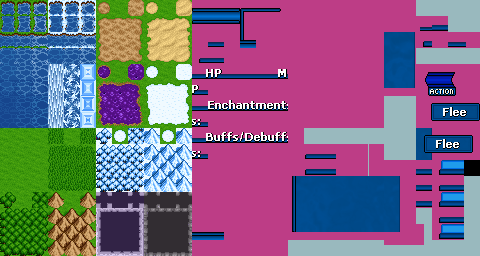 HP M
ACTION
P
Enchantment:
Flee
s:
Buffs/Debuff:
Flee
s: